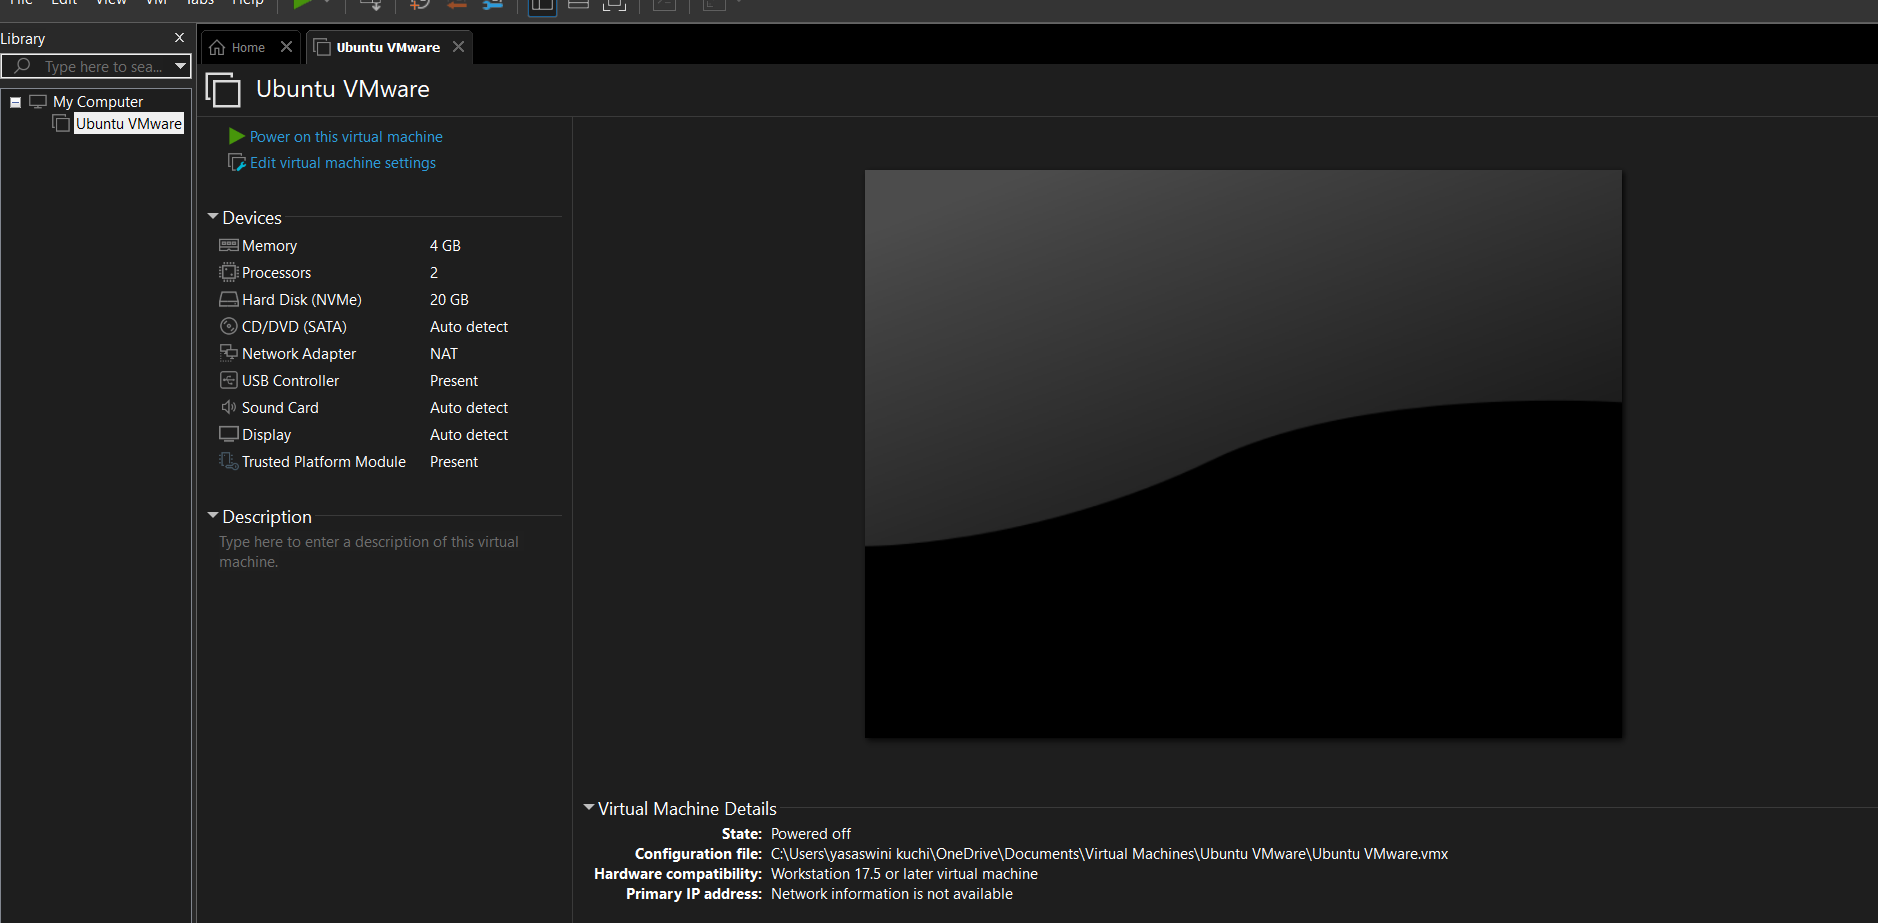 File Edit View VM Tabs Help
Library
Home
Ubuntu VMware
Type here to sea...
Ubuntu VMware
My Computer
Ubuntu VMware
Power on this virtual machine
Edit virtual machine settings
Devices
Memory 4 GB
Processors 2
Hard Disk (NVMe) 20 GB
CD/DVD (SATA) Auto detect
Network Adapter NAT
USB Controller Present
Sound Card Auto detect
Display Auto detect
Trusted Platform Module Present
Description
Type here to enter a description of this virtual
machine.
Virtual Machine Details
State: Powered off
Configuration file: C:\Users\yasaswini kuchi\OneDrive\Documents\Virtual Machines\Ubuntu VMware\Ubuntu VMware.vmx
Hardware compatibility: Workstation 17.5 or later virtual machine
Primary IP address: Network information is not available